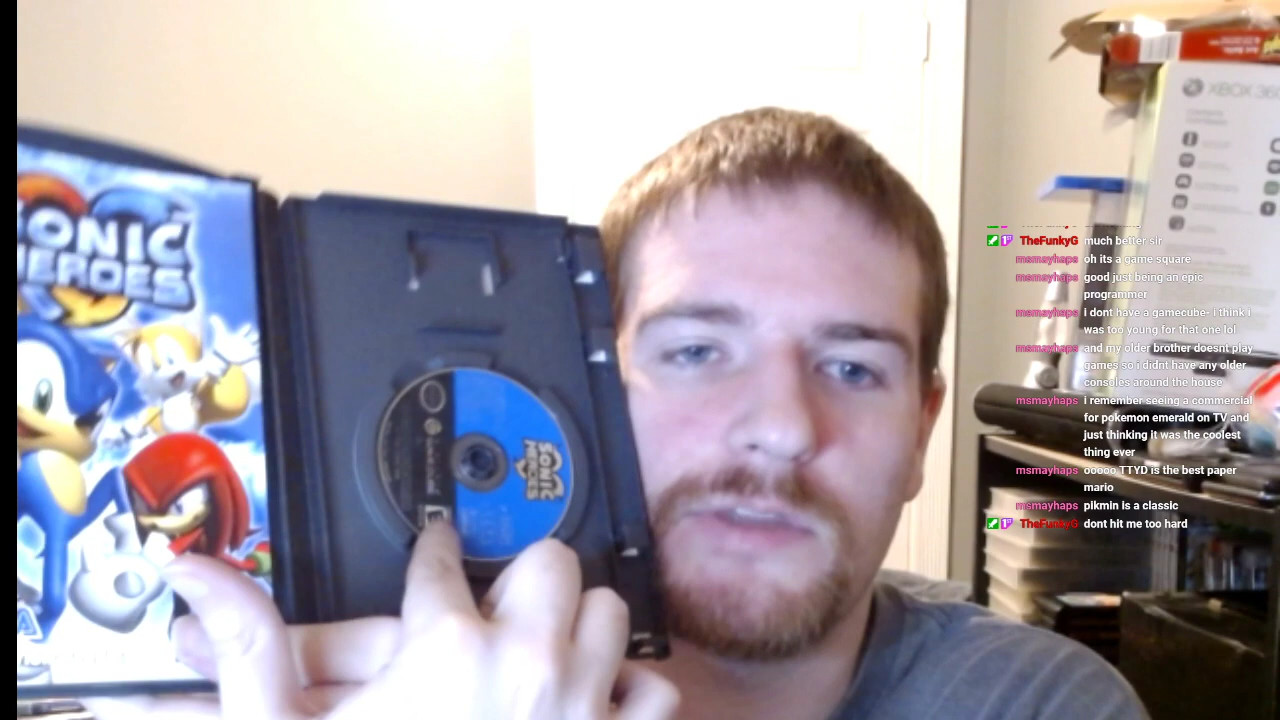 SONIC
HEROES
SONIC
HEROES
XBOX 360
TheFunkyG much better sir
msmayhaps oh its a game square
msmayhaps good just being an epic
programmer
msmayhaps i dont have a gamecube- i think i
was too young for that one lol
msmayhaps and my older brother doesnt play
games so i didnt have any older
consoles around the house
msmayhaps i remember seeing a commercial
for pokemon emerald on TV and
just thinking it was the coolest
thing ever
msmayhaps ooooo TTYD is the best paper
mario
msmayhaps pikmin is a classic
TheFunkyG dont hit me too hard